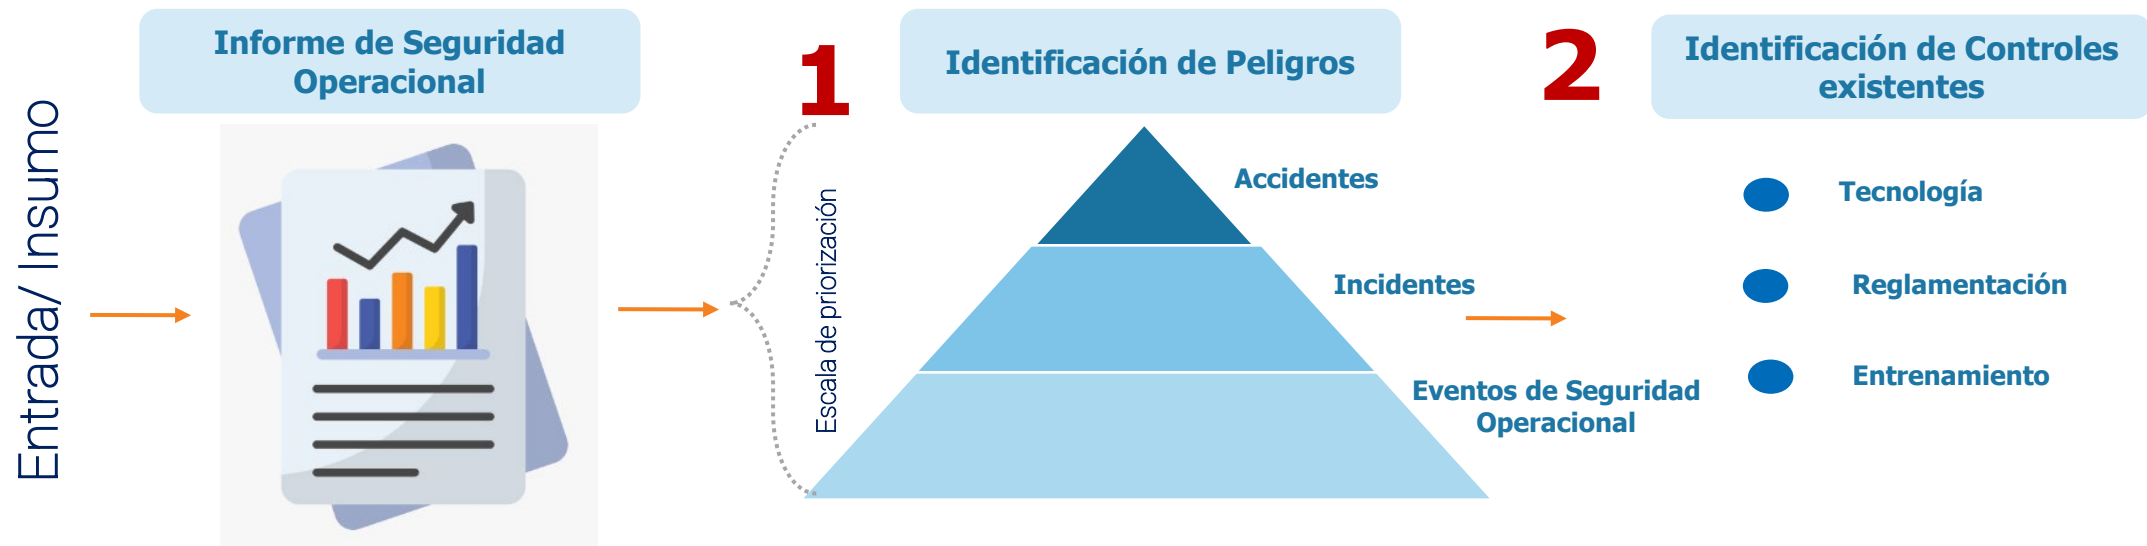 Entrada/ Insumo
Informe de Seguridad
Operacional
1
Identificación de Peligros
Escala de priorización
Accidentes
Incidentes
Eventos de Seguridad
Operacional
2
Identificación de Controles
existentes
Tecnología
Reglamentación
Entrenamiento